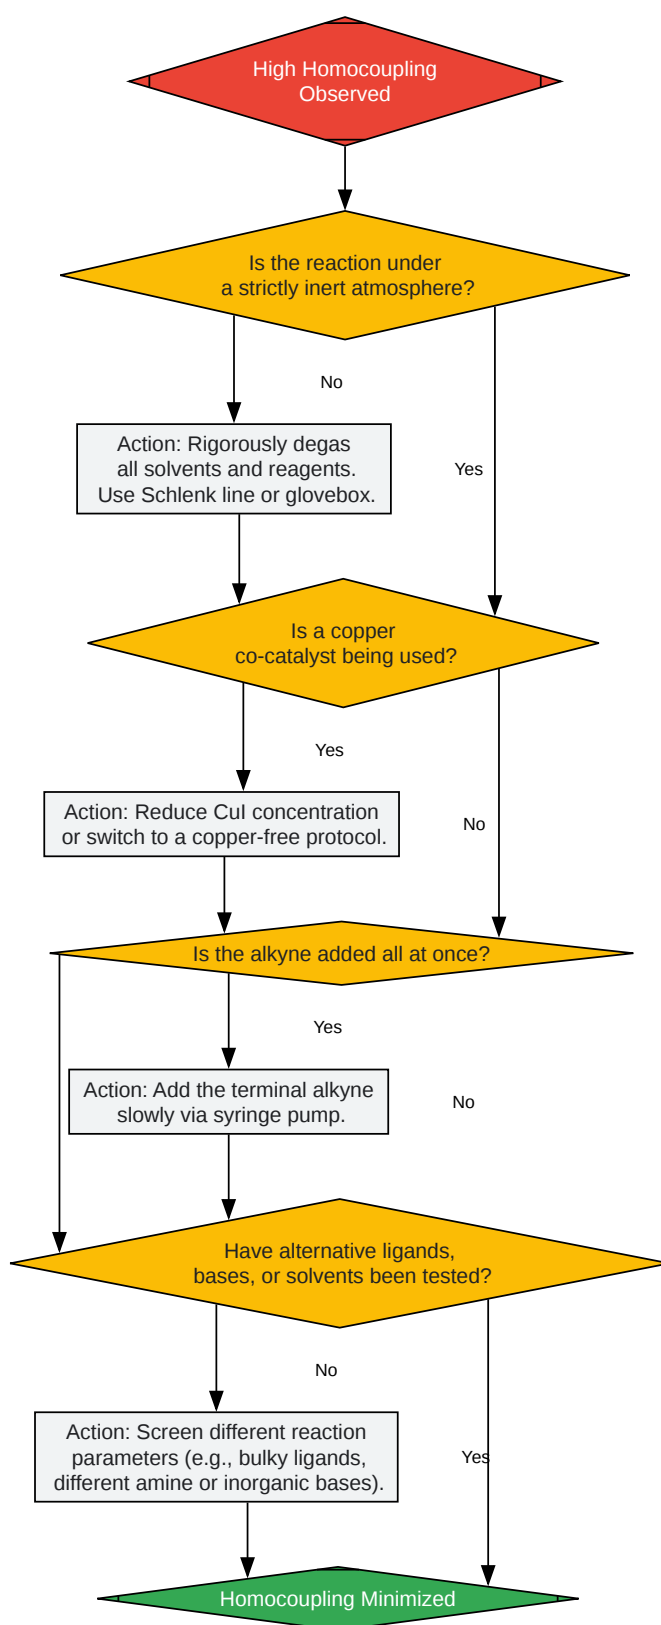 High Homocoupling
Observed
Is the reaction under
a strictly inert atmosphere?
No
Action: Rigorously degas
all solvents and reagents.
Use Schlenk line or glovebox.
Yes
Is a copper
co-catalyst being used?
Yes
Action: Reduce CuI concentration
or switch to a copper-free protocol.
No
Is the alkyne added all at once?
Yes
Action: Add the terminal alkyne
slowly via syringe pump.
No
Have alternative ligands,
bases, or solvents been tested?
No
Action: Screen different reaction
parameters (e.g., bulky ligands,
different amine or inorganic bases).
Yes
Homocoupling Minimized